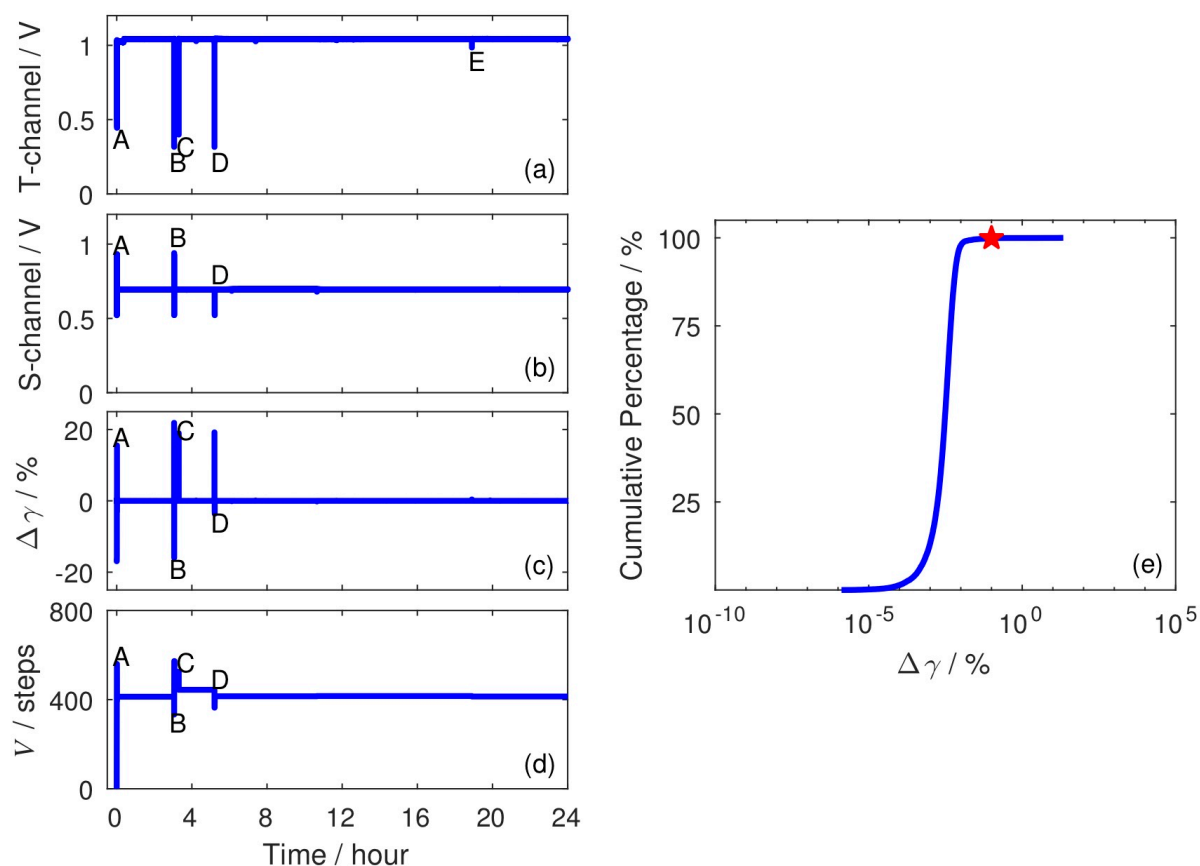 T-channel / V
1
0.5
0
A
B
C
D
E
(a)
S-channel / V
1
0.5
0
A
B
D
(b)
Δγ / %
20
0
-20
A
C
B
D
(c)
V / steps
800
400
0
A
C
B
D
(d)
0 4 8 12 16 20 24
Time / hour
Cumulative Percentage / %
100
75
50
25
(e)
10^-10 10^-5 10^0 10^5
Δγ / %